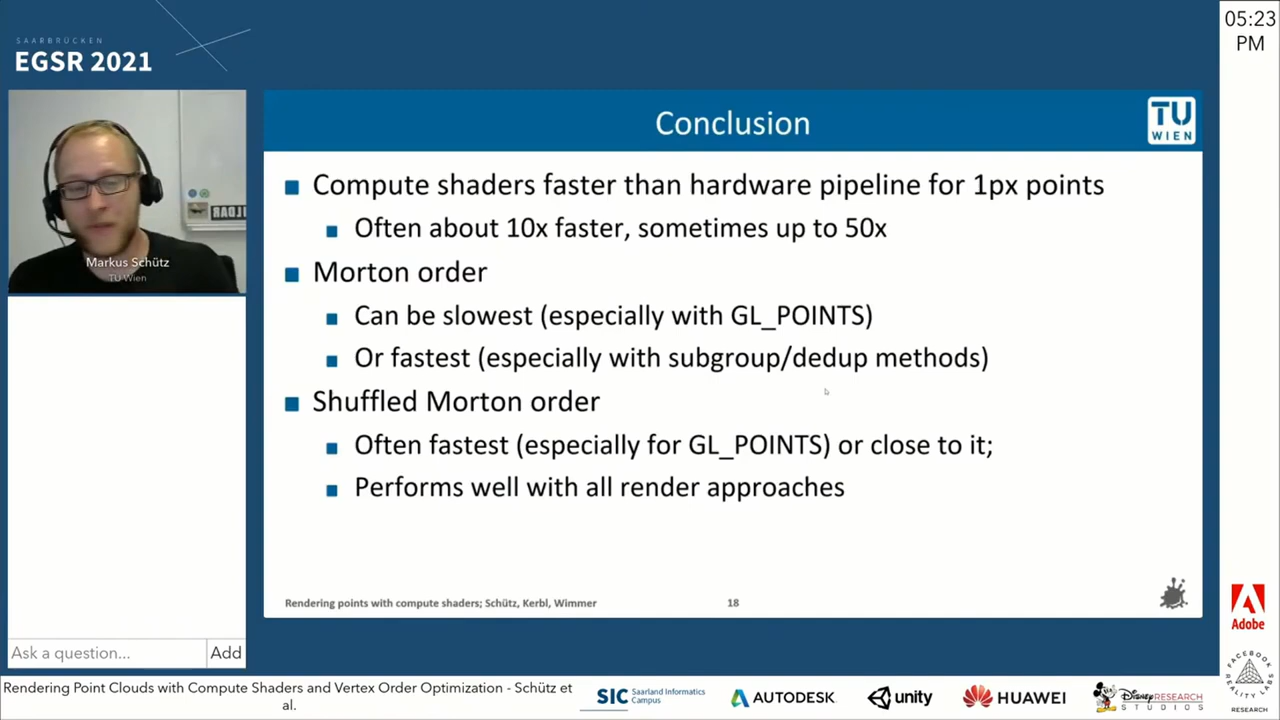 SAARBRÜCKEN
EGSR 2021
05:23
PM
Markus Schütz
TU Wien
Conclusion
TU
WIEN
Compute shaders faster than hardware pipeline for 1px points
Often about 10x faster, sometimes up to 50x
Morton order
Can be slowest (especially with GL_POINTS)
Or fastest (especially with subgroup/dedup methods)
Shuffled Morton order
Often fastest (especially for GL_POINTS) or close to it;
Performs well with all render approaches
Rendering points with compute shaders; Schütz, Kerbl, Wimmer
18
Ask a question...
Add
Rendering Point Clouds with Compute Shaders and Vertex Order Optimization - Schütz et
al.
SIC
Saarland Informatics
Campus
AUTODESK
unity
HUAWEI
Disney RESEARCH
STUDIOS
Adobe
FACEBOOK
REALITY LABS
RESEARCH